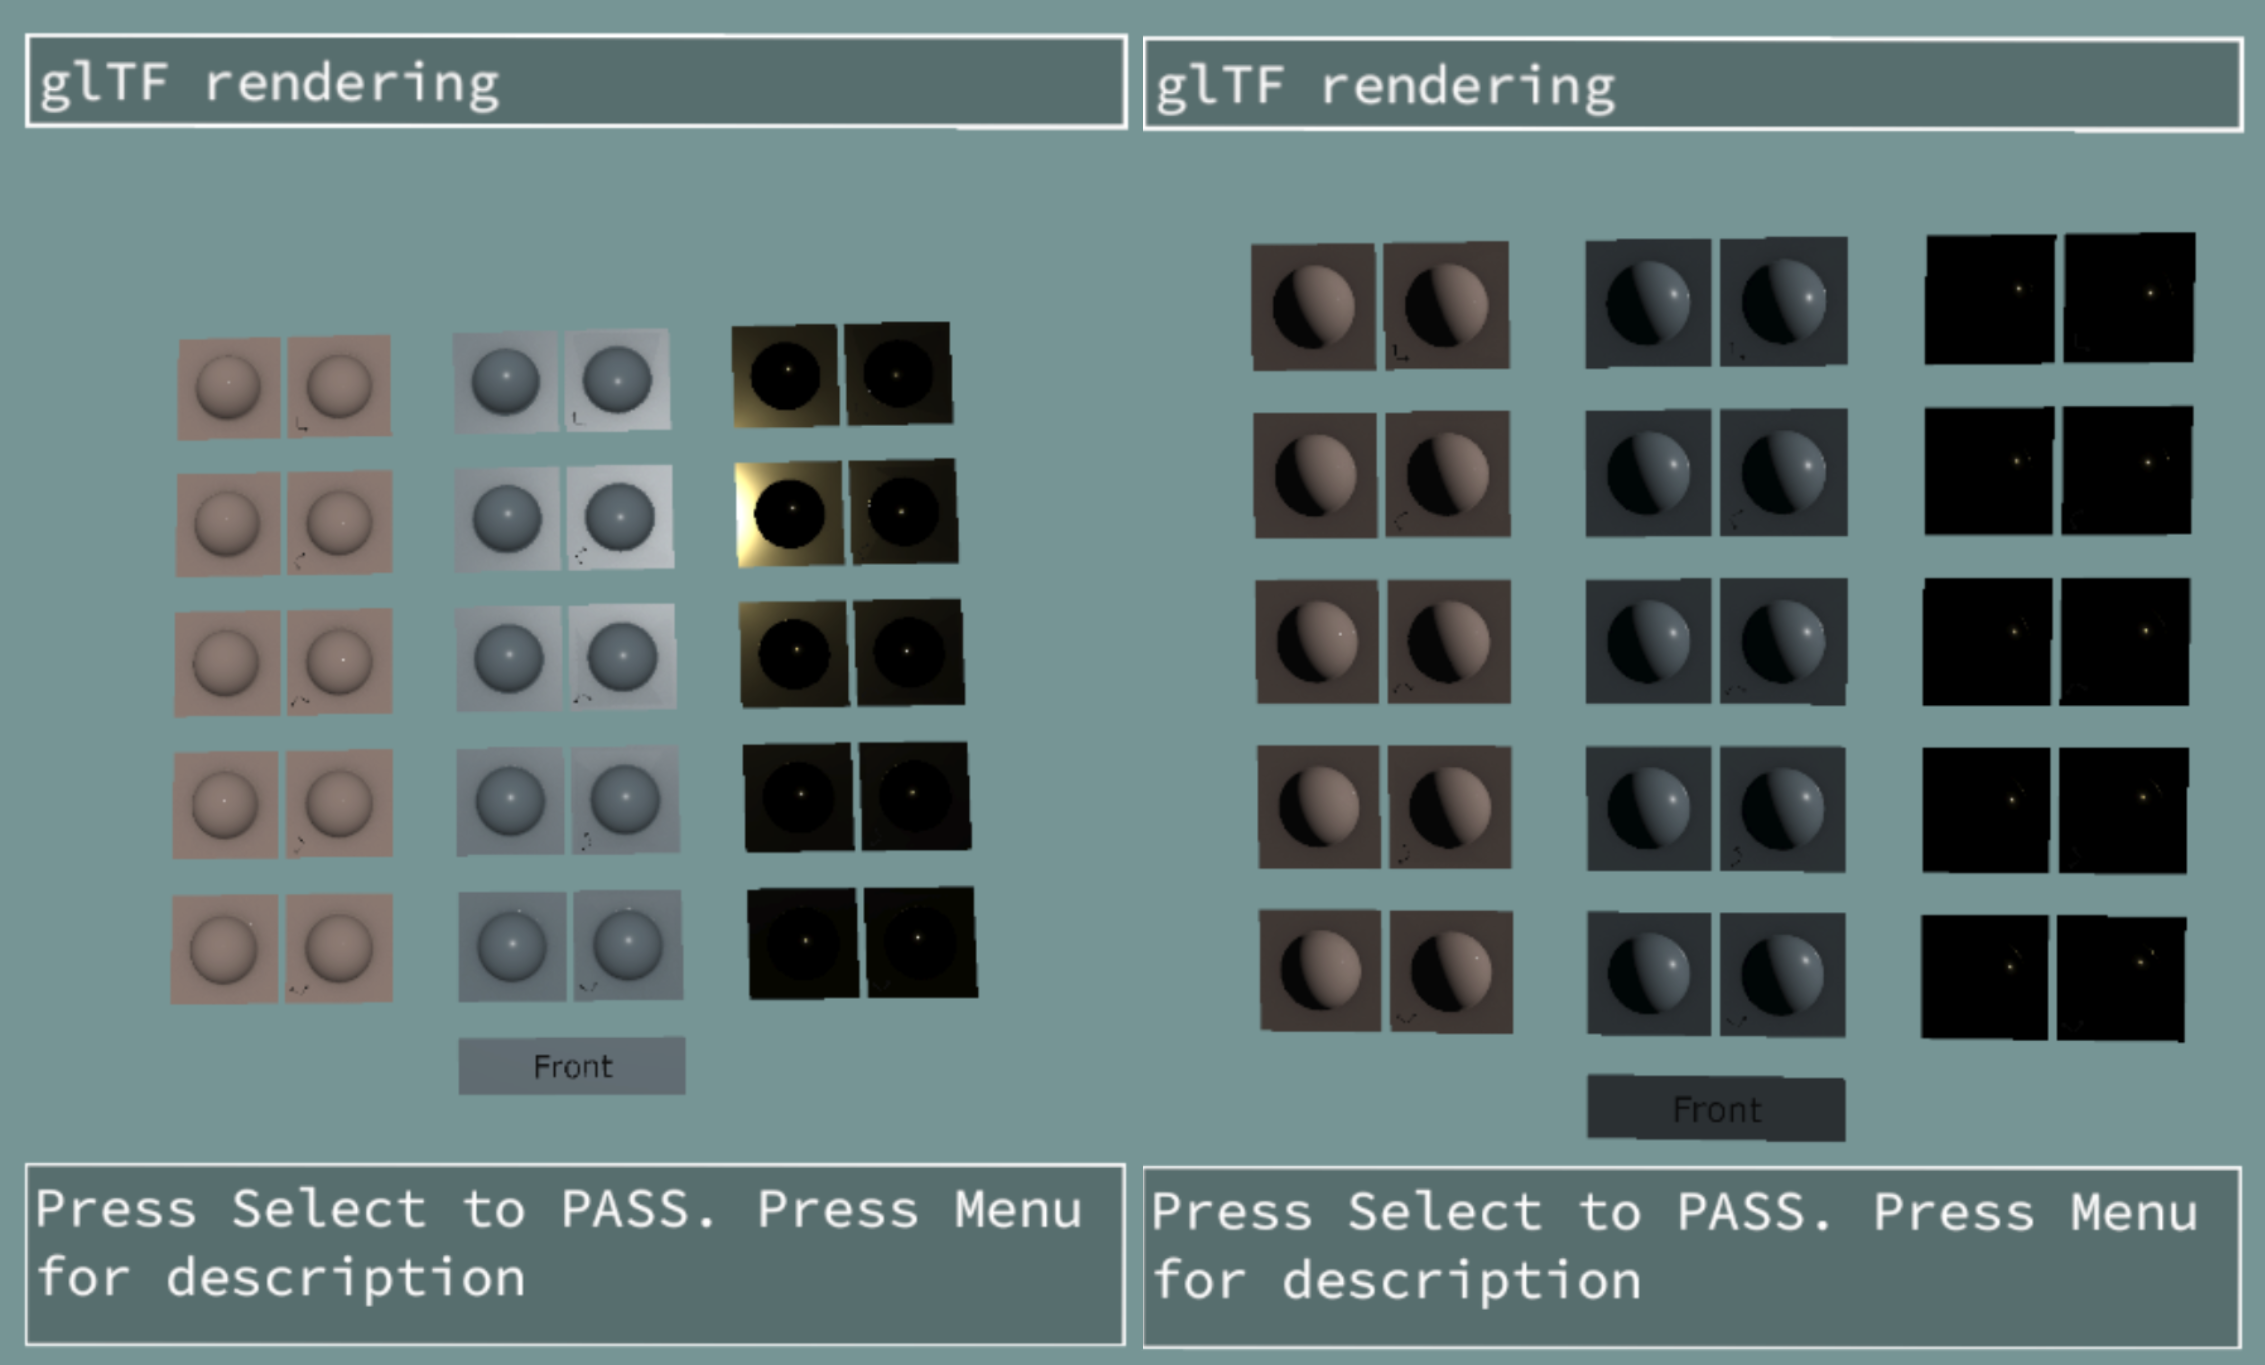 glTF rendering
Front
Press Select to PASS. Press Menu
for description
glTF rendering
Front
Press Select to PASS. Press Menu
for description